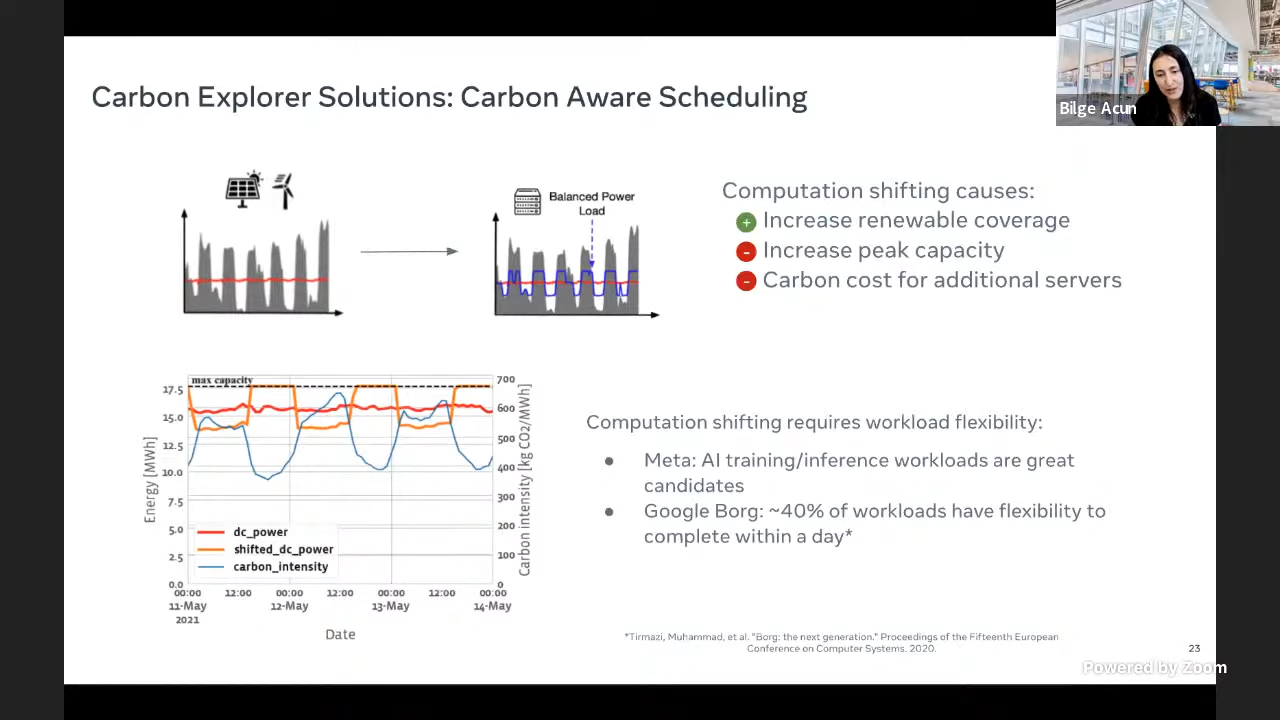 Carbon Explorer Solutions: Carbon Aware Scheduling
Bilge Acun
Balanced Power
Load
Computation shifting causes:
+ Increase renewable coverage
- Increase peak capacity
- Carbon cost for additional servers
max capacity
17.5
15.0
12.5
10.0
7.5
5.0
2.5
0.0
Energy [MWh]
700
600
500
400
300
200
100
0
Carbon intensity [kg CO2/MWh]
dc_power
shifted_dc_power
carbon_intensity
00:00 12:00 00:00 12:00 00:00 12:00 00:00
11-May 12-May 13-May 14-May
2021
Date
Computation shifting requires workload flexibility:
● Meta: AI training/inference workloads are great
candidates
● Google Borg: ~40% of workloads have flexibility to
complete within a day*
*Tirmazi, Muhammad, et al. "Borg: the next generation." Proceedings of the Fifteenth European
Conference on Computer Systems. 2020.
23
Powered by Zoom